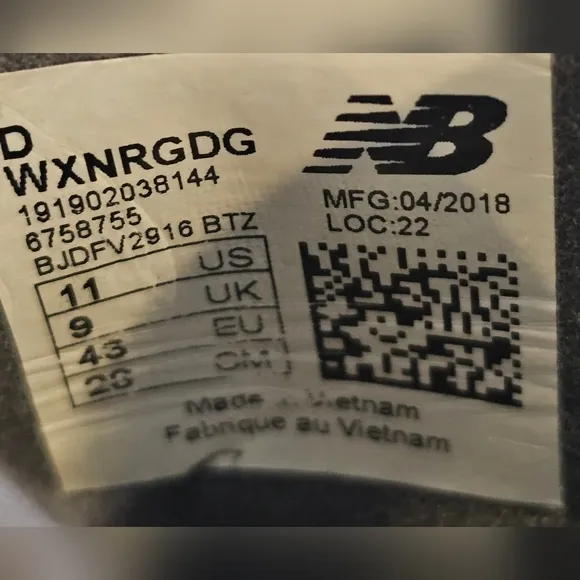 D
WXNRGDG
191902038144
6758755
BJDFV2916 BTZ
11 US
9 UK
43 EU
28 CM
NB
MFG:04/2018
LOC:22
Made in Vietnam
Fabrique au Vietnam